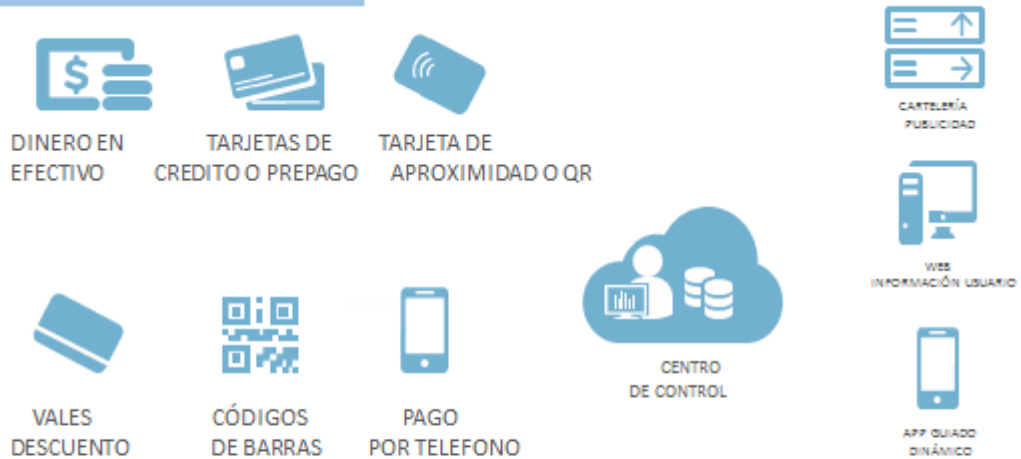 DINERO EN
EFECTIVO
TARJETAS DE
CREDITO O PREPAGO
TARJETA DE
APROXIMIDAD O QR
VALES
DESCUENTO
CÓDIGOS
DE BARRAS
PAGO
POR TELEFONO
CENTRO
DE CONTROL
CARTELERÍA
PUBLICIDAD
WEB
INFORMACIÓN USUARIO
APP GUIADO
DINÁMICO